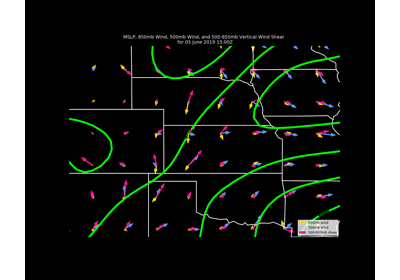 MSLP, 850mb Wind, 500mb Wind, and 500-850mb Vertical Wind Shear
for 05 June 2019 15:00Z
850mb Wind
500mb Wind
500-850mb Shear